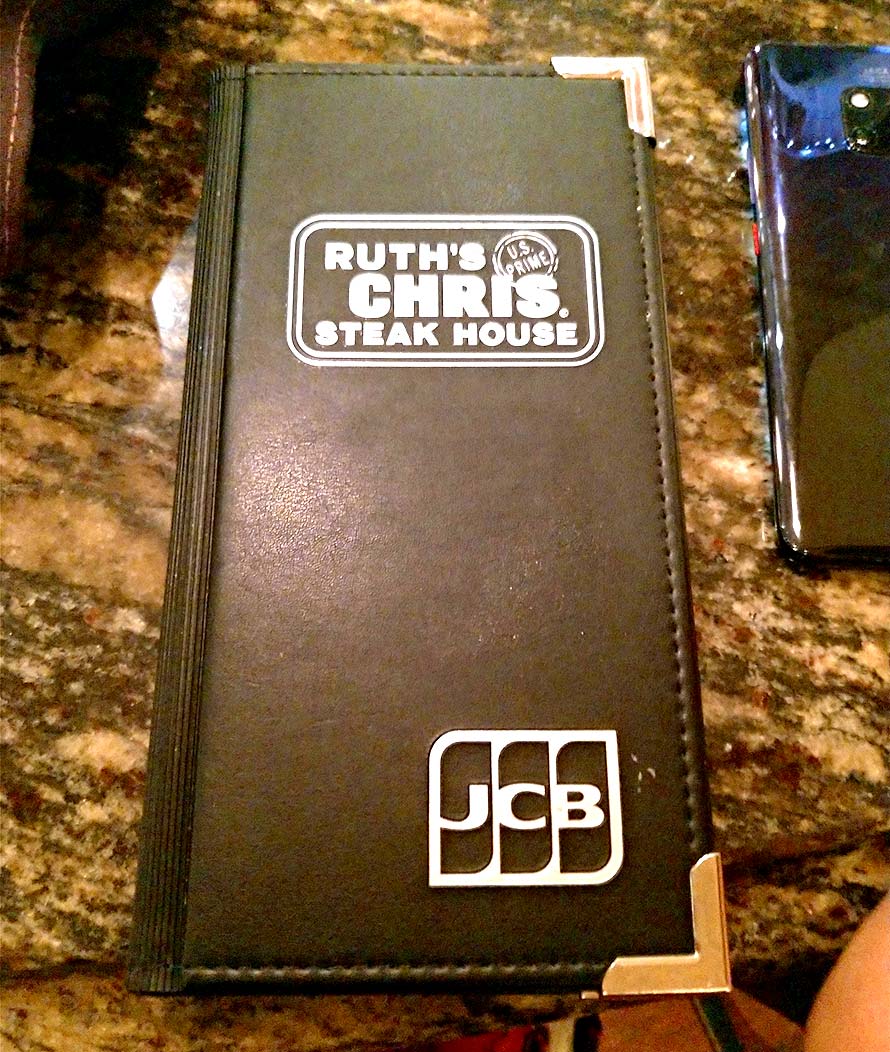 RUTH'S
U.S.
PRIME
CHRIS®
STEAK HOUSE
JCB